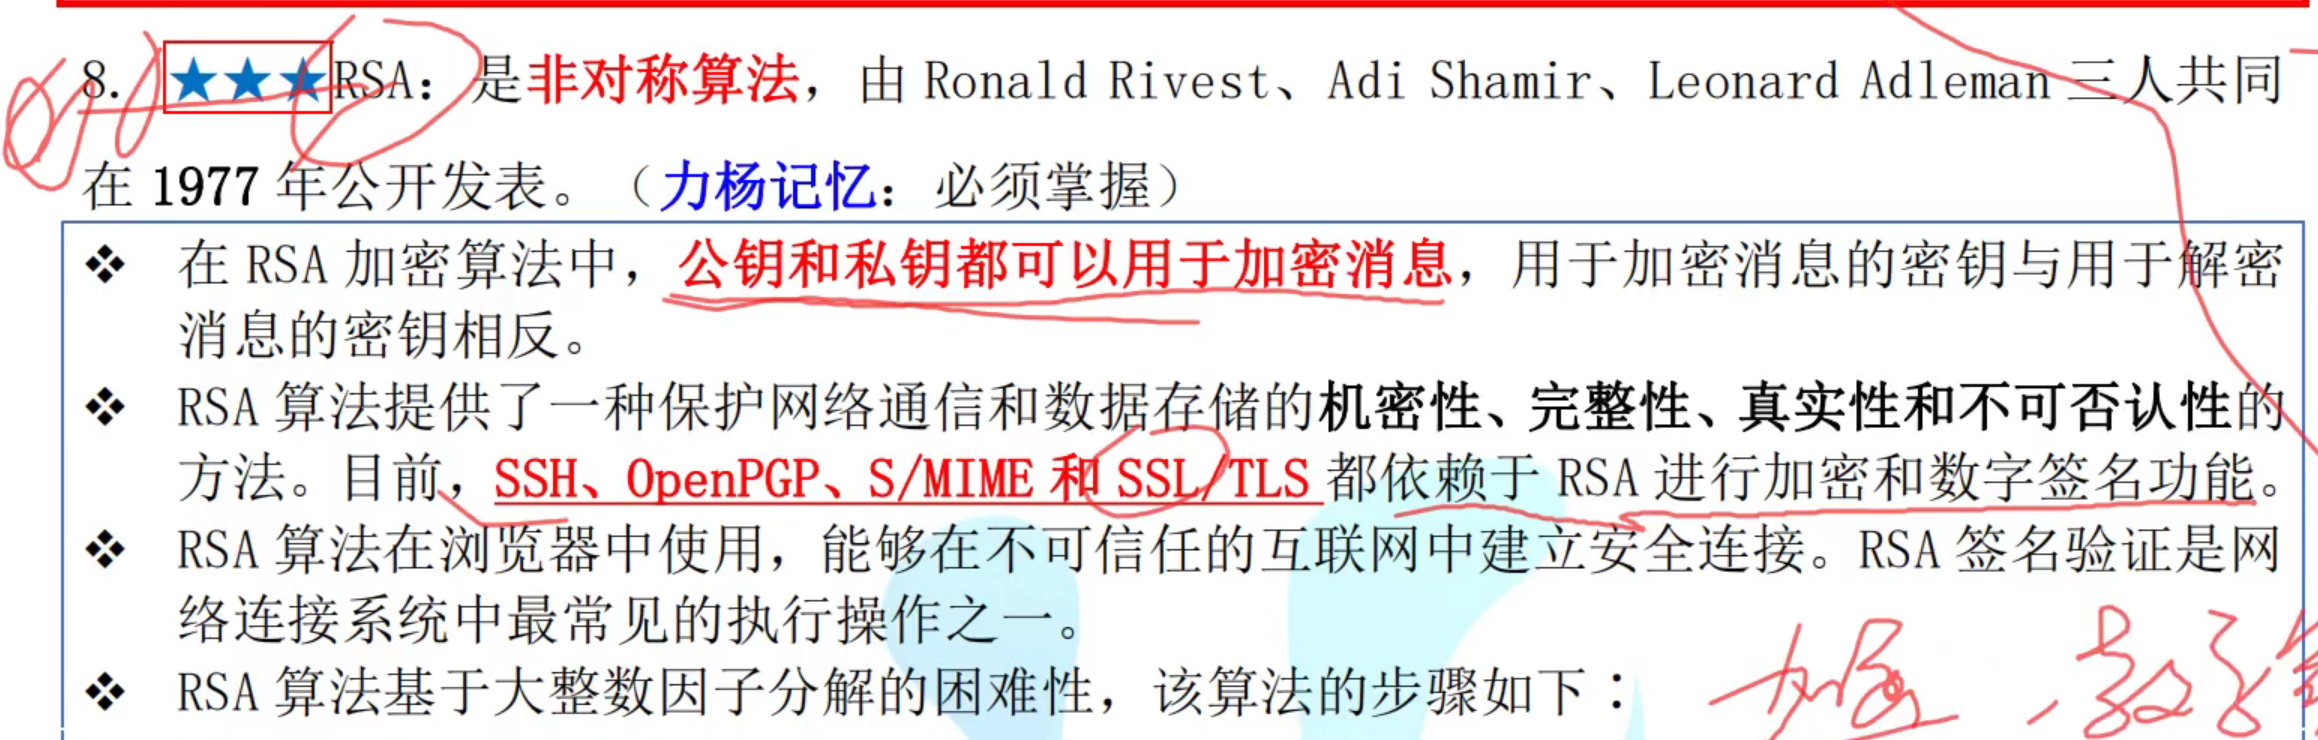 8. ★★★RSA：是非对称算法，由 Ronald Rivest、Adi Shamir、Leonard Adleman 三人共同
在 1977 年公开发表。（力杨记忆：必须掌握）
❖ 在 RSA 加密算法中，公钥和私钥都可以用于加密消息，用于加密消息的密钥与用于解密
消息的密钥相反。
❖ RSA 算法提供了一种保护网络通信和数据存储的机密性、完整性、真实性和不可否认性的
方法。目前，SSH、OpenPGP、S/MIME 和 SSL/TLS 都依赖于 RSA 进行加密和数字签名功能。
❖ RSA 算法在浏览器中使用，能够在不可信任的互联网中建立安全连接。RSA 签名验证是网
络连接系统中最常见的执行操作之一。
❖ RSA 算法基于大整数因子分解的困难性，该算法的步骤如下：
加密、数字